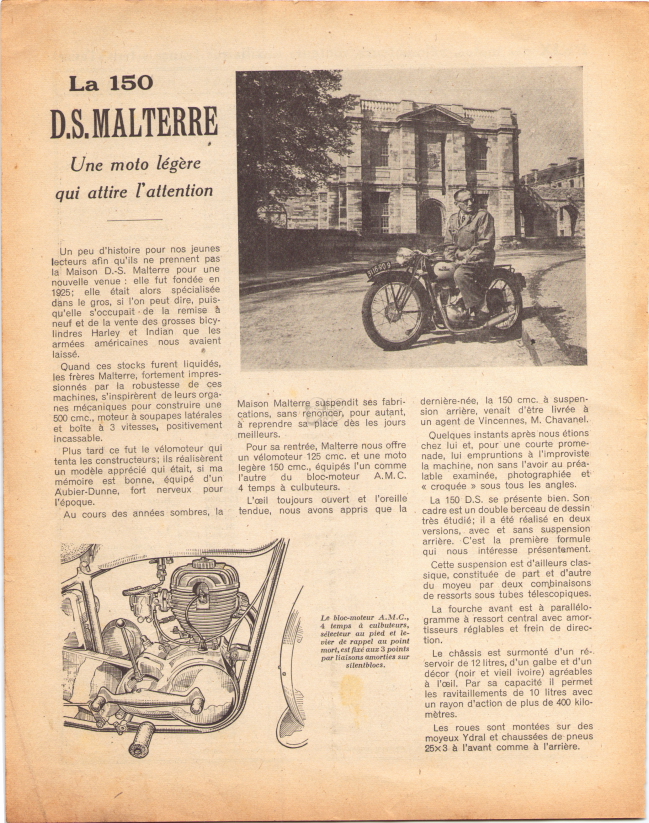 La 150
D.S. MALTERRE
Une moto légère
qui attire l'attention
Un peu d'histoire pour nos jeunes
lecteurs afin qu'ils ne prennent pas
la Maison D.-S. Malterre pour une
nouvelle venue : elle fut fondée en
1925; elle était alors spécialisée
dans le gros, si l'on peut dire, puis-
qu'elle s'occupait de la remise à
neuf et de la vente des grosses bicy-
lindres Harley et Indian que les
armées américaines nous avaient
laissé.
Quand ces stocks furent liquidés,
les frères Malterre, fortement impres-
sionnés par la robustesse de ces
machines, s'inspirèrent de leurs orga-
nes mécaniques pour construire une
500 cmc., moteur à soupapes latérales
et boîte à 3 vitesses, positivement
incassable.
Plus tard ce fut le vélomoteur qui
tenta les constructeurs; ils réalisèrent
un modèle apprécié qui était, si ma
mémoire est bonne, équipé d'un
Aubier-Dunne, fort nerveux pour
l'époque.
Au cours des années sombres, la
Maison Malterre suspendit ses fabri-
cations, sans renoncer, pour autant,
à reprendre sa place dès les jours
meilleurs.
Pour sa rentrée, Malterre nous offre
un vélomoteur 125 cmc. et une moto
legère 150 cmc., équipés l'un comme
l'autre du bloc-moteur A.M.C.
4 temps à culbuteurs.
L'œil toujours ouvert et l'oreille
tendue, nous avons appris que la
dernière-née, la 150 cmc. à suspen-
sion arrière, venait d'être livrée à
un agent de Vincennes, M. Chavanel.
Quelques instants après nous étions
chez lui et, pour une courte prome-
nade, lui empruntions à l'improviste
la machine, non sans l'avoir au préa-
lable examinée, photographiée et
« croquée » sous tous les angles.
La 150 D.S. se présente bien. Son
cadre est un double berceau de dessin
très étudié; il a été réalisé en deux
versions, avec et sans suspension
arrière. C'est la première formule
qui nous intéresse présentement.
Cette suspension est d'ailleurs clas-
sique, constituée de part et d'autre
du moyeu par deux combinaisons
de ressorts sous tubes télescopiques.
La fourche avant est à parallélo-
gramme à ressort central avec amor-
tisseurs réglables et frein de direc-
tion.
Le châssis est surmonté d'un ré-
servoir de 12 litres, d'un galbe et d'un
décor (noir et vieil ivoire) agréables
à l'œil. Par sa capacité il permet
les ravitaillements de 10 litres avec
un rayon d'action de plus de 400 kilo-
mètres.
Les roues sont montées sur des
moyeux Ydral et chaussées de pneus
25×3 à l'avant comme à l'arrière.
Le bloc-moteur A.M.C.,
4 temps à culbuteurs,
sélecteur au pied et le-
vier de rappel au point
mort, est fixé aux 3 points
par liaisons amorties sur
silentblocs.